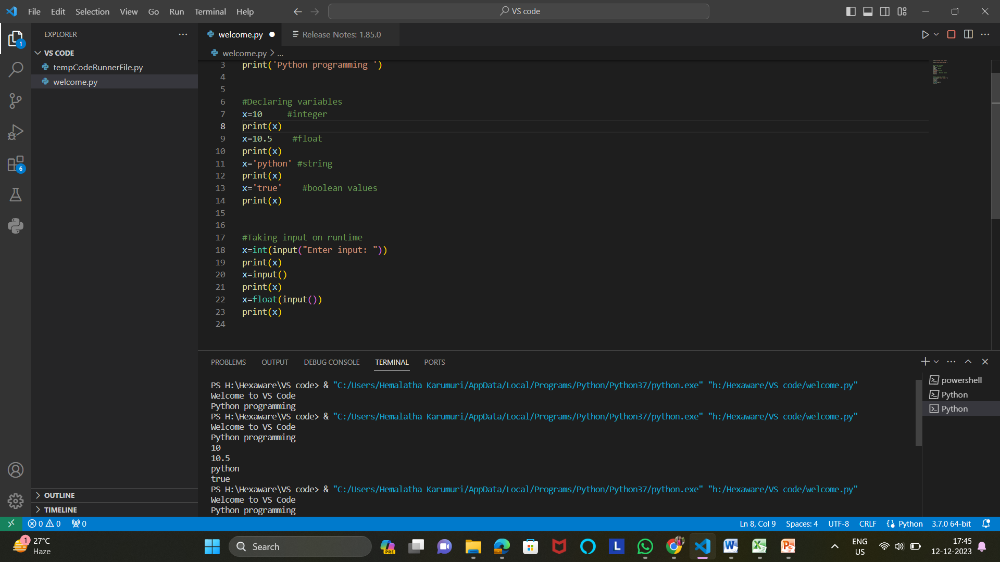 File Edit Selection View Go Run Terminal Help
VS code
EXPLORER
1
VS CODE
tempCodeRunnerFile.py
welcome.py
6
OUTLINE
TIMELINE
welcome.py
Release Notes: 1.85.0
welcome.py > ...
3 print('Python programming ')
4
5
6 #Declaring variables
7 x=10 #integer
8 print(x)
9 x=10.5 #float
10 print(x)
11 x='python' #string
12 print(x)
13 x='true' #boolean values
14 print(x)
15
16
17 #Taking input on runtime
18 x=int(input("Enter input: "))
19 print(x)
20 x=input()
21 print(x)
22 x=float(input())
23 print(x)
24
PROBLEMS OUTPUT DEBUG CONSOLE TERMINAL PORTS
PS H:\Hexaware\VS code> & "C:/Users/Hemalatha Karumuri/AppData/Local/Programs/Python/Python37/python.exe" "h:/Hexaware/VS code/welcome.py"
Welcome to VS Code
Python programming
PS H:\Hexaware\VS code> & "C:/Users/Hemalatha Karumuri/AppData/Local/Programs/Python/Python37/python.exe" "h:/Hexaware/VS code/welcome.py"
Welcome to VS Code
Python programming
10
10.5
python
true
PS H:\Hexaware\VS code> & "C:/Users/Hemalatha Karumuri/AppData/Local/Programs/Python/Python37/python.exe" "h:/Hexaware/VS code/welcome.py"
Welcome to VS Code
Python programming
powershell
Python
Python
0 0 0
Ln 8, Col 9 Spaces: 4 UTF-8 CRLF Python 3.7.0 64-bit
1
27°C
Haze
Search
PRE
L
ENG
US
17:45
12-12-2023